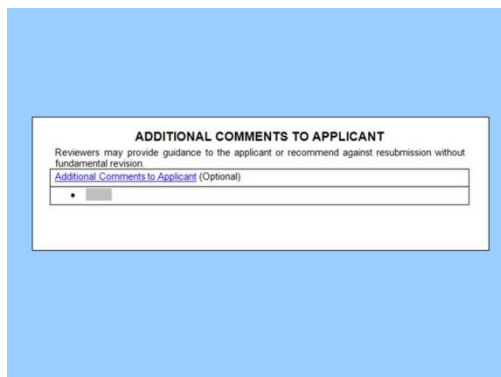 ADDITIONAL COMMENTS TO APPLICANT
Reviewers may provide guidance to the applicant or recommend against resubmission without
fundamental revision.
Additional Comments to Applicant (Optional)
•